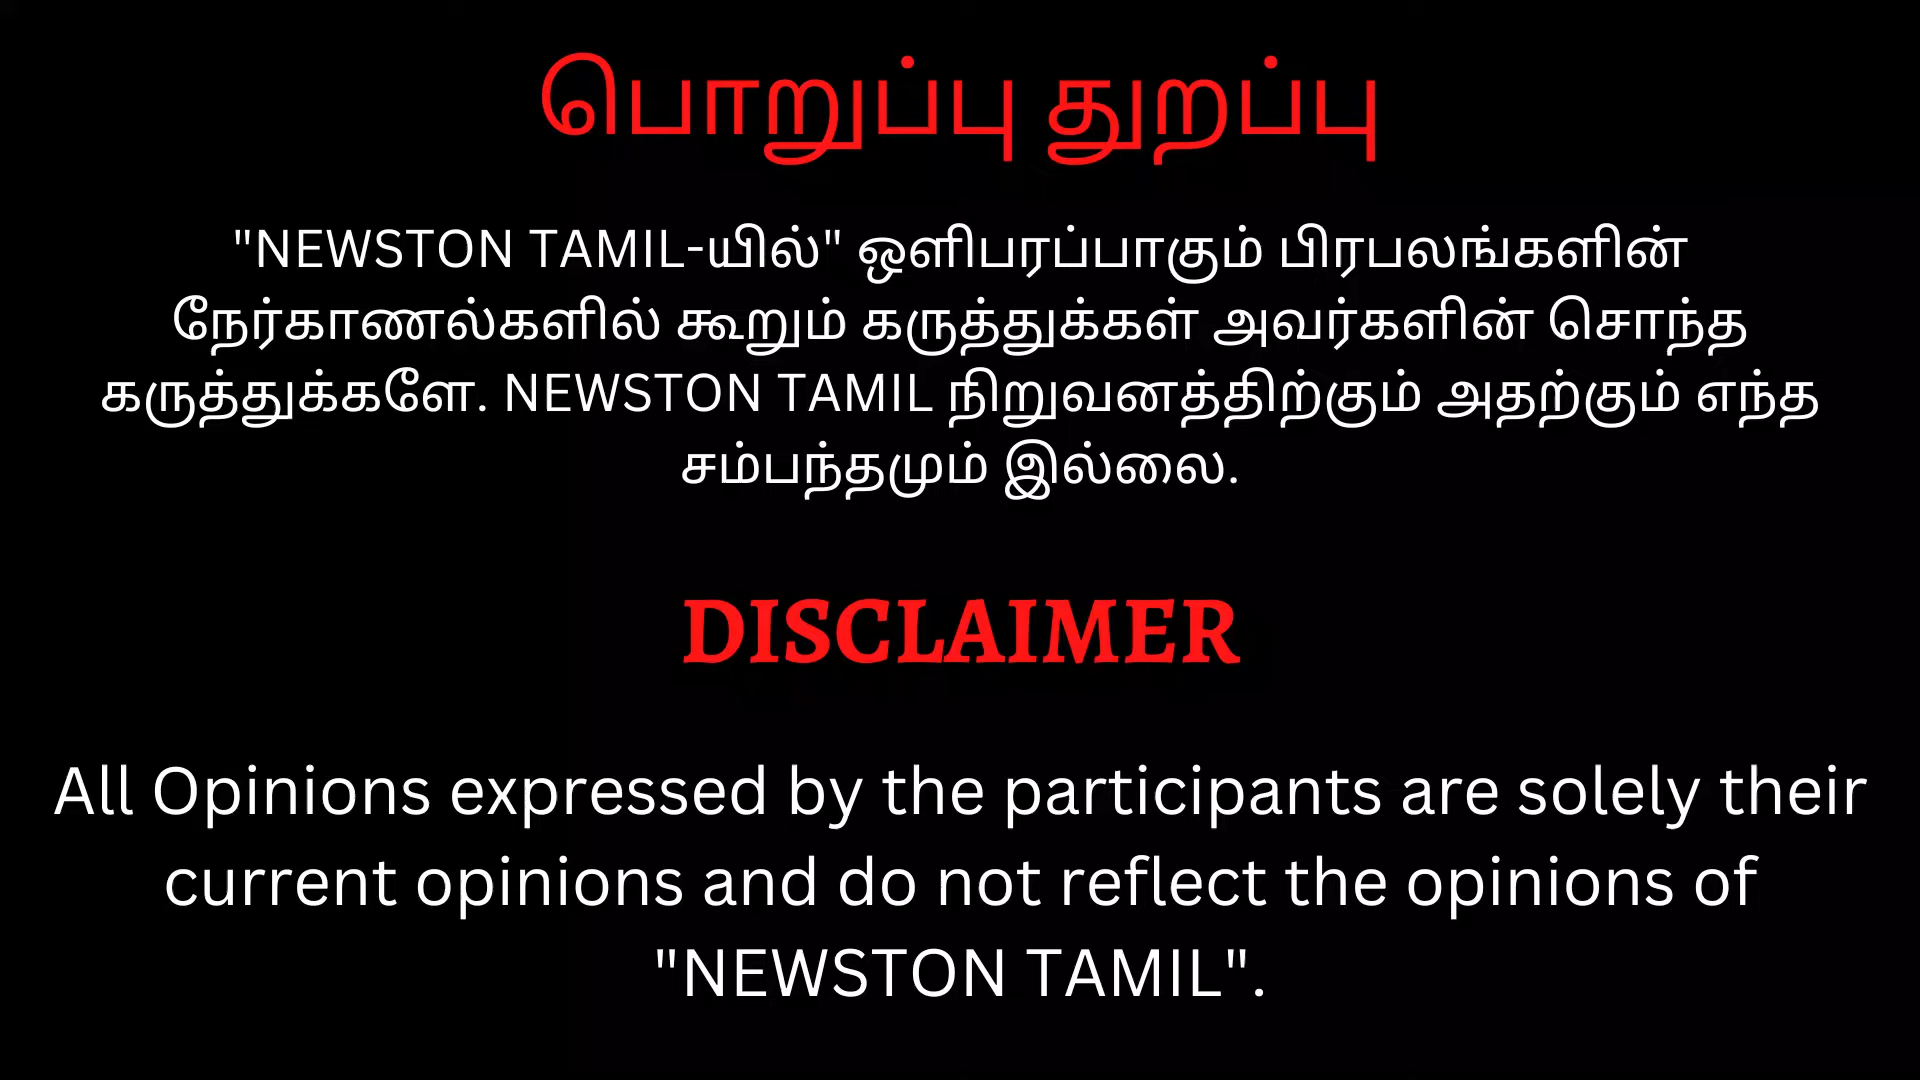 பொறுப்பு துறப்பு
"NEWSTON TAMIL-யில்" ஒளிபரப்பாகும் பிரபலங்களின்
நேர்காணல்களில் கூறும் கருத்துக்கள் அவர்களின் சொந்த
கருத்துக்களே. NEWSTON TAMIL நிறுவனத்திற்கும் அதற்கும் எந்த
சம்பந்தமும் இல்லை.
DISCLAIMER
All Opinions expressed by the participants are solely their
current opinions and do not reflect the opinions of
"NEWSTON TAMIL".